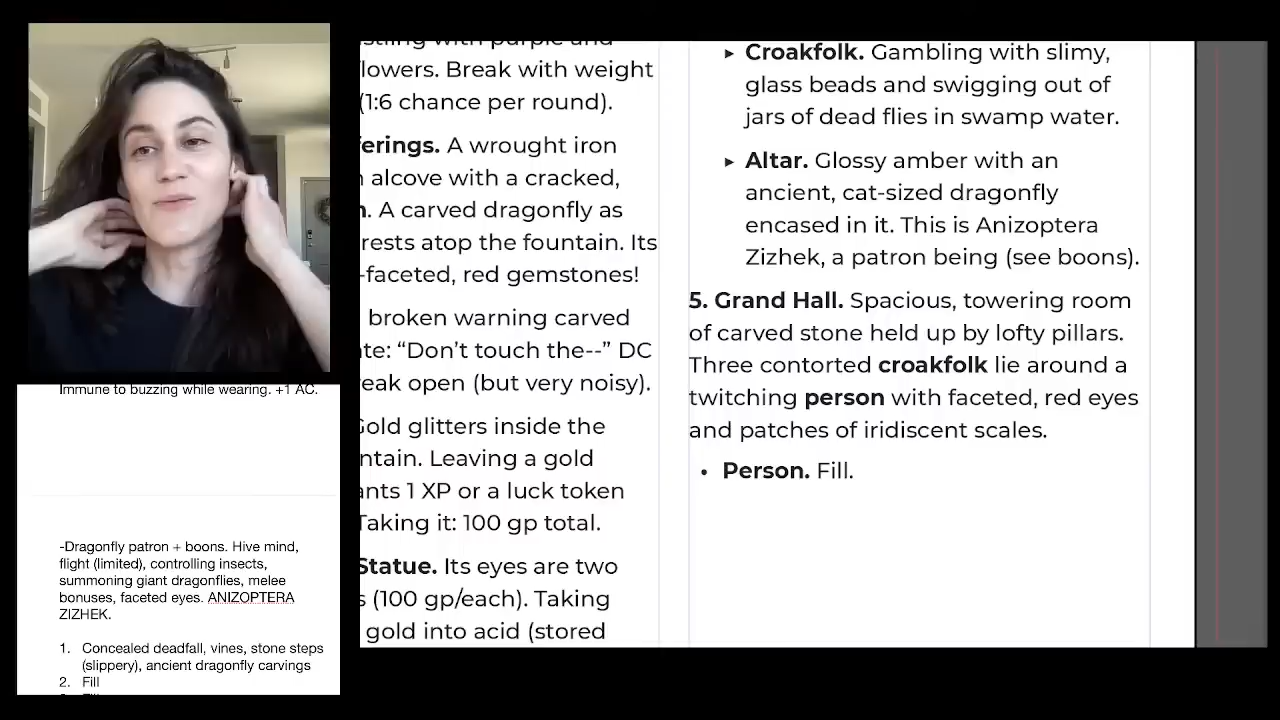 Immune to buzzing while wearing. +1 AC.
-Dragonfly patron + boons. Hive mind,
flight (limited), controlling insects,
summoning giant dragonflies, melee
bonuses, faceted eyes. ANIZOPTERA
ZIZHEK.
1. Concealed deadfall, vines, stone steps
(slippery), ancient dragonfly carvings
2. Fill
with purple and
flowers. Break with weight
(1:6 chance per round).
ferings. A wrought iron
alcove with a cracked,
. A carved dragonfly as
rests atop the fountain. Its
-faceted, red gemstones!
broken warning carved
te: “Don’t touch the--” DC
eak open (but very noisy).
Gold glitters inside the
ntain. Leaving a gold
ants 1 XP or a luck token
Taking it: 100 gp total.
Statue. Its eyes are two
s (100 gp/each). Taking
gold into acid (stored
▸ Croakfolk. Gambling with slimy,
glass beads and swigging out of
jars of dead flies in swamp water.
▸ Altar. Glossy amber with an
ancient, cat-sized dragonfly
encased in it. This is Anizoptera
Zizhek, a patron being (see boons).
5. Grand Hall. Spacious, towering room
of carved stone held up by lofty pillars.
Three contorted croakfolk lie around a
twitching person with faceted, red eyes
and patches of iridiscent scales.
• Person. Fill.